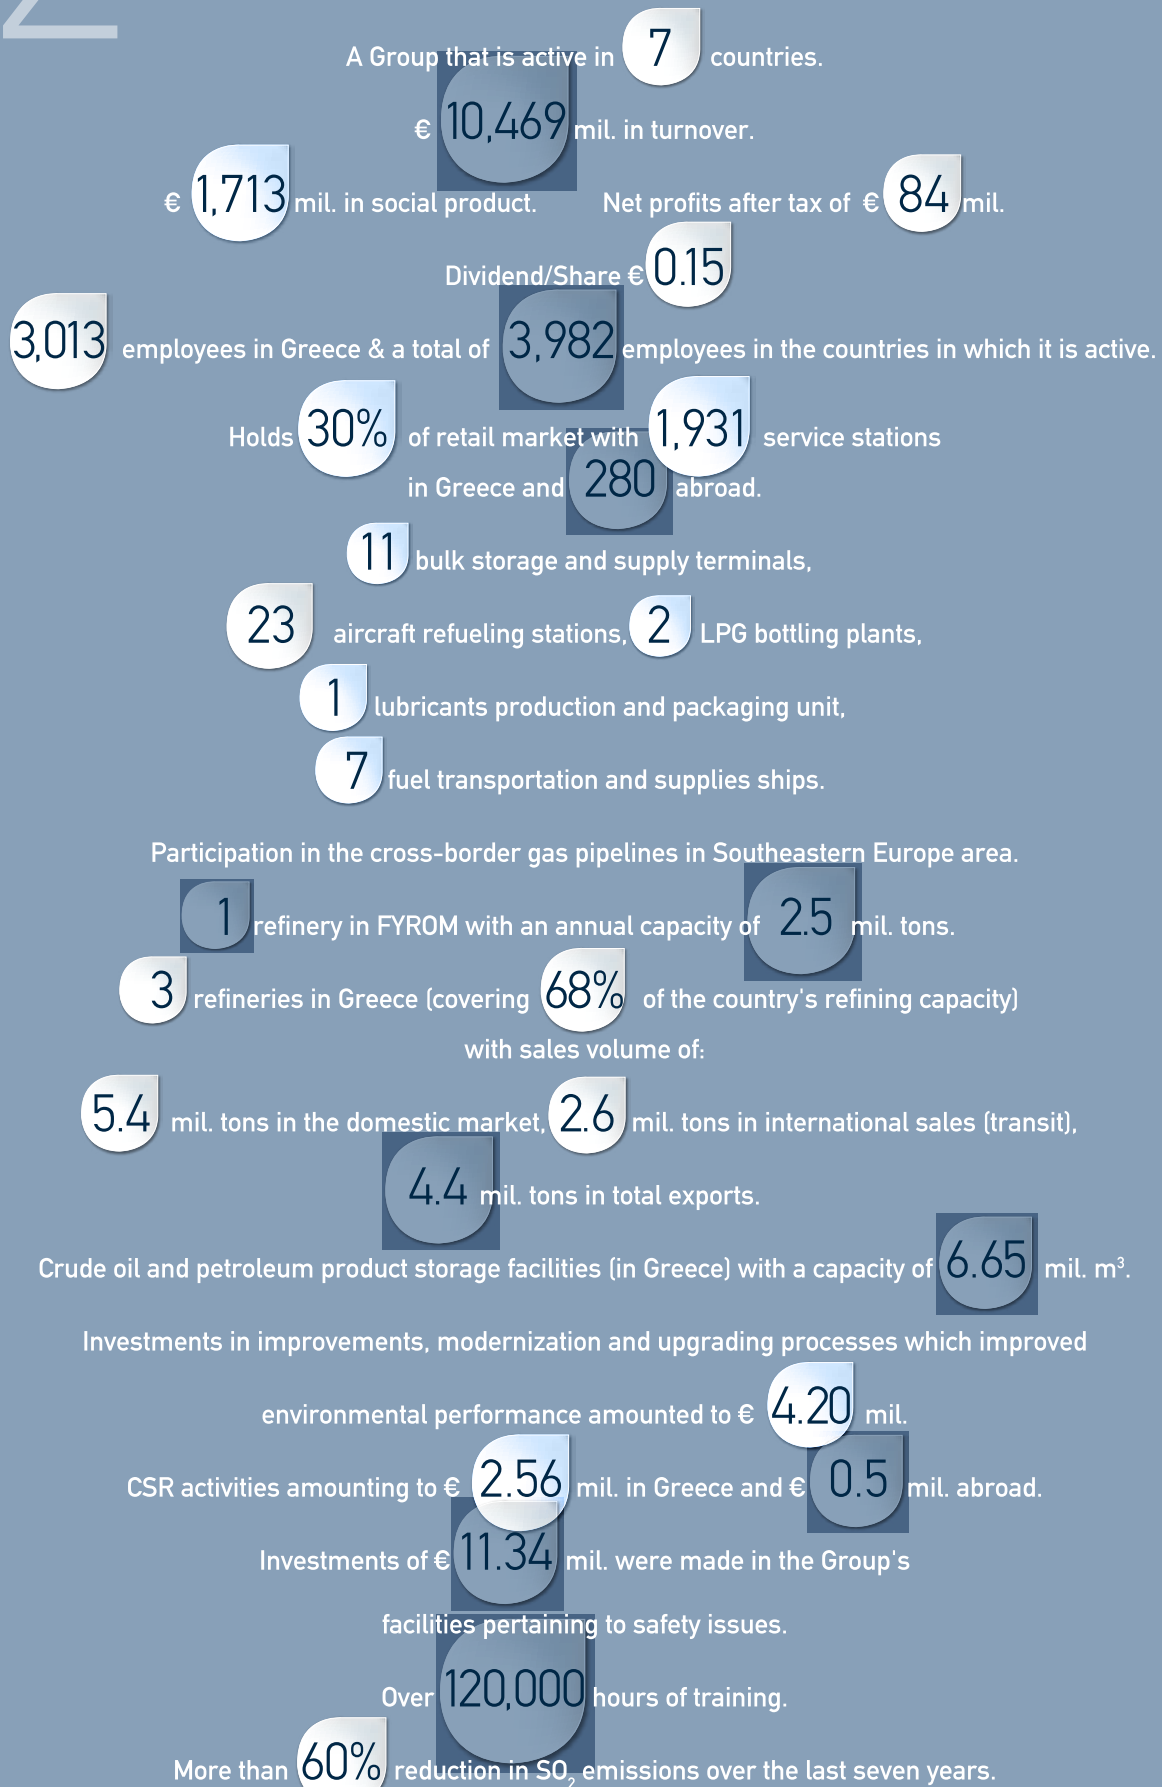 A Group that is active in 7 countries.
€ 10,469 mil. in turnover.
€ 1,713 mil. in social product. Net profits after tax of € 84 mil.
Dividend/Share € 0.15
3,013 employees in Greece & a total of 3,982 employees in the countries in which it is active.
Holds 30% of retail market with 1,931 service stations
in Greece and 280 abroad.
11 bulk storage and supply terminals,
23 aircraft refueling stations, 2 LPG bottling plants,
1 lubricants production and packaging unit,
7 fuel transportation and supplies ships.
Participation in the cross-border gas pipelines in Southeastern Europe area.
1 refinery in FYROM with an annual capacity of 2.5 mil. tons.
3 refineries in Greece (covering 68% of the country's refining capacity)
with sales volume of:
5.4 mil. tons in the domestic market, 2.6 mil. tons in international sales (transit),
4.4 mil. tons in total exports.
Crude oil and petroleum product storage facilities (in Greece) with a capacity of 6.65 mil. m³.
Investments in improvements, modernization and upgrading processes which improved
environmental performance amounted to € 4.20 mil.
CSR activities amounting to € 2.56 mil. in Greece and € 0.5 mil. abroad.
Investments of € 11.34 mil. were made in the Group's
facilities pertaining to safety issues.
Over 120,000 hours of training.
More than 60% reduction in SO₂ emissions over the last seven years.